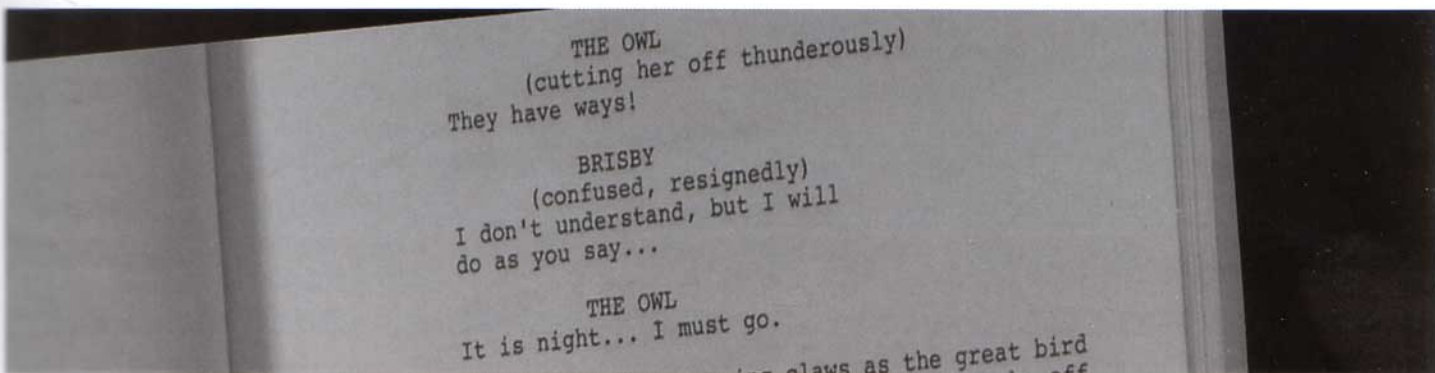 THE OWL
(cutting her off thunderously)
They have ways!
BRISBY
(confused, resignedly)
I don't understand, but I will
do as you say...
THE OWL
It is night... I must go.
claws as the great bird
off